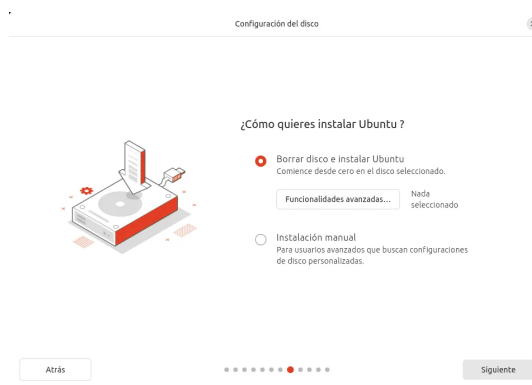 Configuración del disco
¿Cómo quieres instalar Ubuntu ?
Borrar disco e instalar Ubuntu
Comience desde cero en el disco seleccionado.
Funcionalidades avanzadas...
Nada
seleccionado
Instalación manual
Para usuarios avanzados que buscan configuraciones
de disco personalizadas.
Atrás
Siguiente